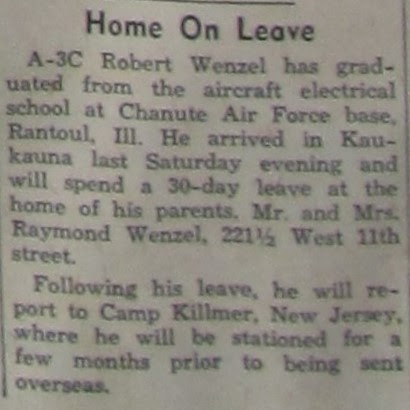 Home On Leave
A-3C Robert Wenzel has grad-
uated from the aircraft electrical
school at Chanute Air Force base,
Rantoul, Ill. He arrived in Kau-
kauna last Saturday evening and
will spend a 30-day leave at the
home of his parents, Mr. and Mrs.
Raymond Wenzel, 221½ West 11th
street.
Following his leave, he will re-
port to Camp Killmer, New Jersey,
where he will be stationed for a
few months prior to being sent
overseas.